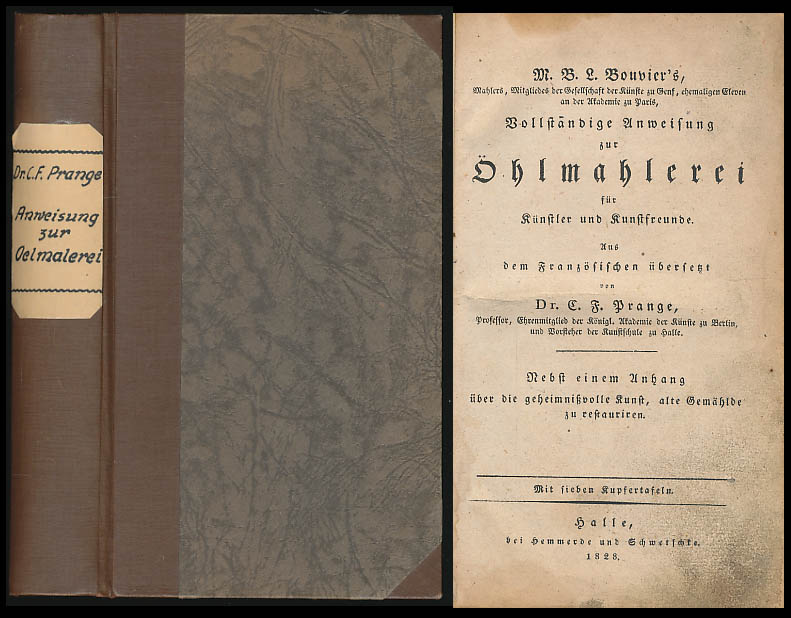 Dr. C. F. Prange
Anweisung
zur
Oelmalerei
M. B. L. Bouvier's,
Mahlers, Mitgliedes der Gesellschaft der Künste zu Genf, ehemaligen Eleven
an der Akademie zu Paris,
Vollständige Anweisung
zur
Öhlmahlerei
für
Künstler und Kunstfreunde.
Aus
dem Französischen übersetzt
von
Dr. C. F. Prange,
Professor, Ehrenmitglied der Königl. Akademie der Künste zu Berlin,
und Vorsteher der Kunstschule zu Halle.
Nebst einem Anhang
über die geheimnißvolle Kunst, alte Gemählde
zu restauriren.
Mit sieben Kupfertafeln.
Halle,
bei Hemmerde und Schwetschke.
1828.